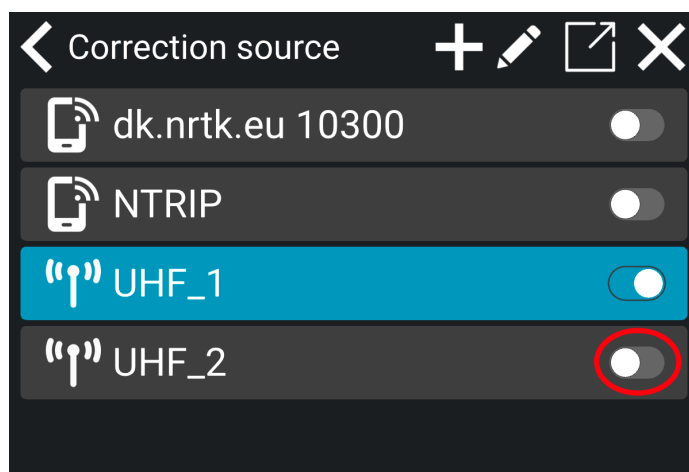 Correction source
dk.nrtk.eu 10300
NTRIP
UHF_1
UHF_2